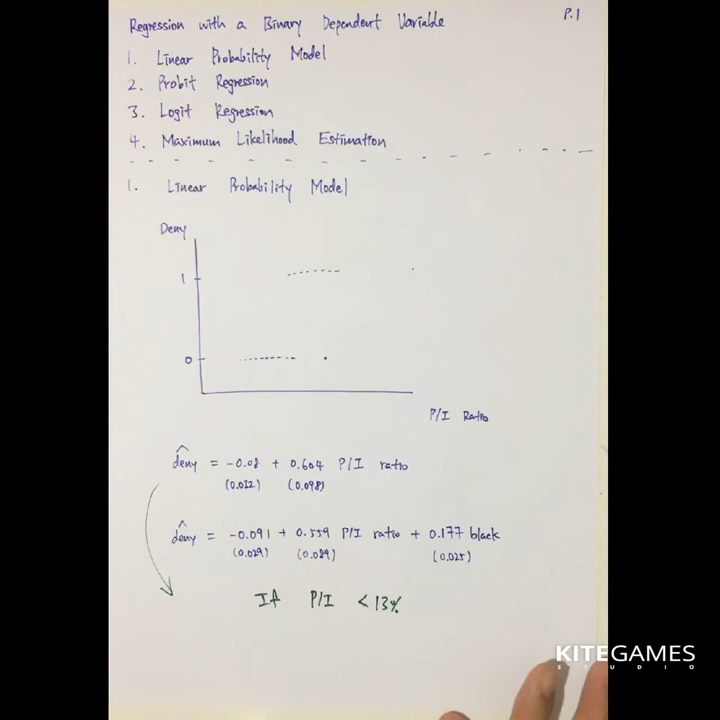 Regression with a Binary Dependent Variable
P.1
1. Linear Probability Model
2. Probit Regression
3. Logit Regression
4. Maximum Likelihood Estimation
1. Linear Probability Model
Deny
1
0
P/I Ratio
deny = -0.08 + 0.604 P/I ratio
(0.032) (0.098)
deny = -0.091 + 0.559 P/I ratio + 0.177 black
(0.029) (0.089) (0.025)
If P/I < 13%
KITEGAMES
STUDIO